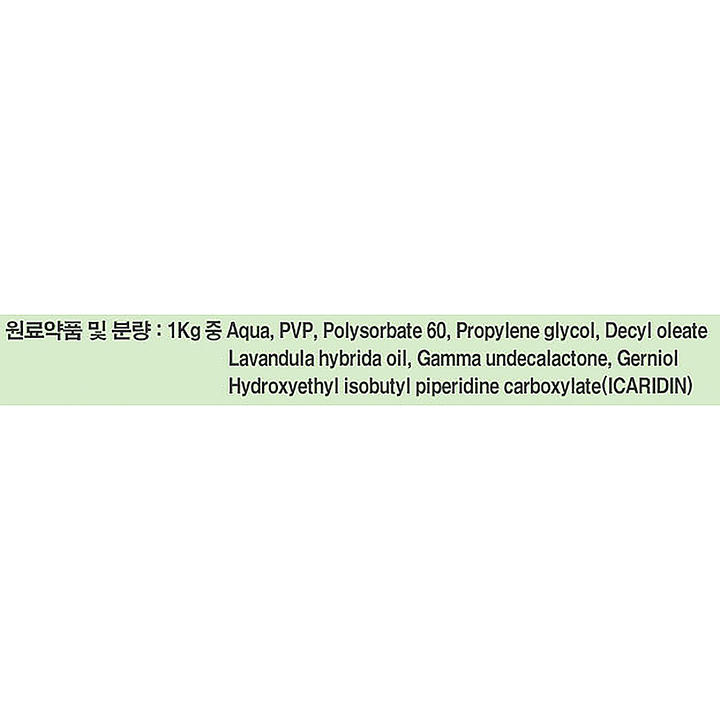 원료약품 및 분량 : 1Kg 중 Aqua, PVP, Polysorbate 60, Propylene glycol, Decyl oleate
Lavandula hybrida oil, Gamma undecalactone, Gerniol
Hydroxyethyl isobutyl piperidine carboxylate(ICARIDIN)